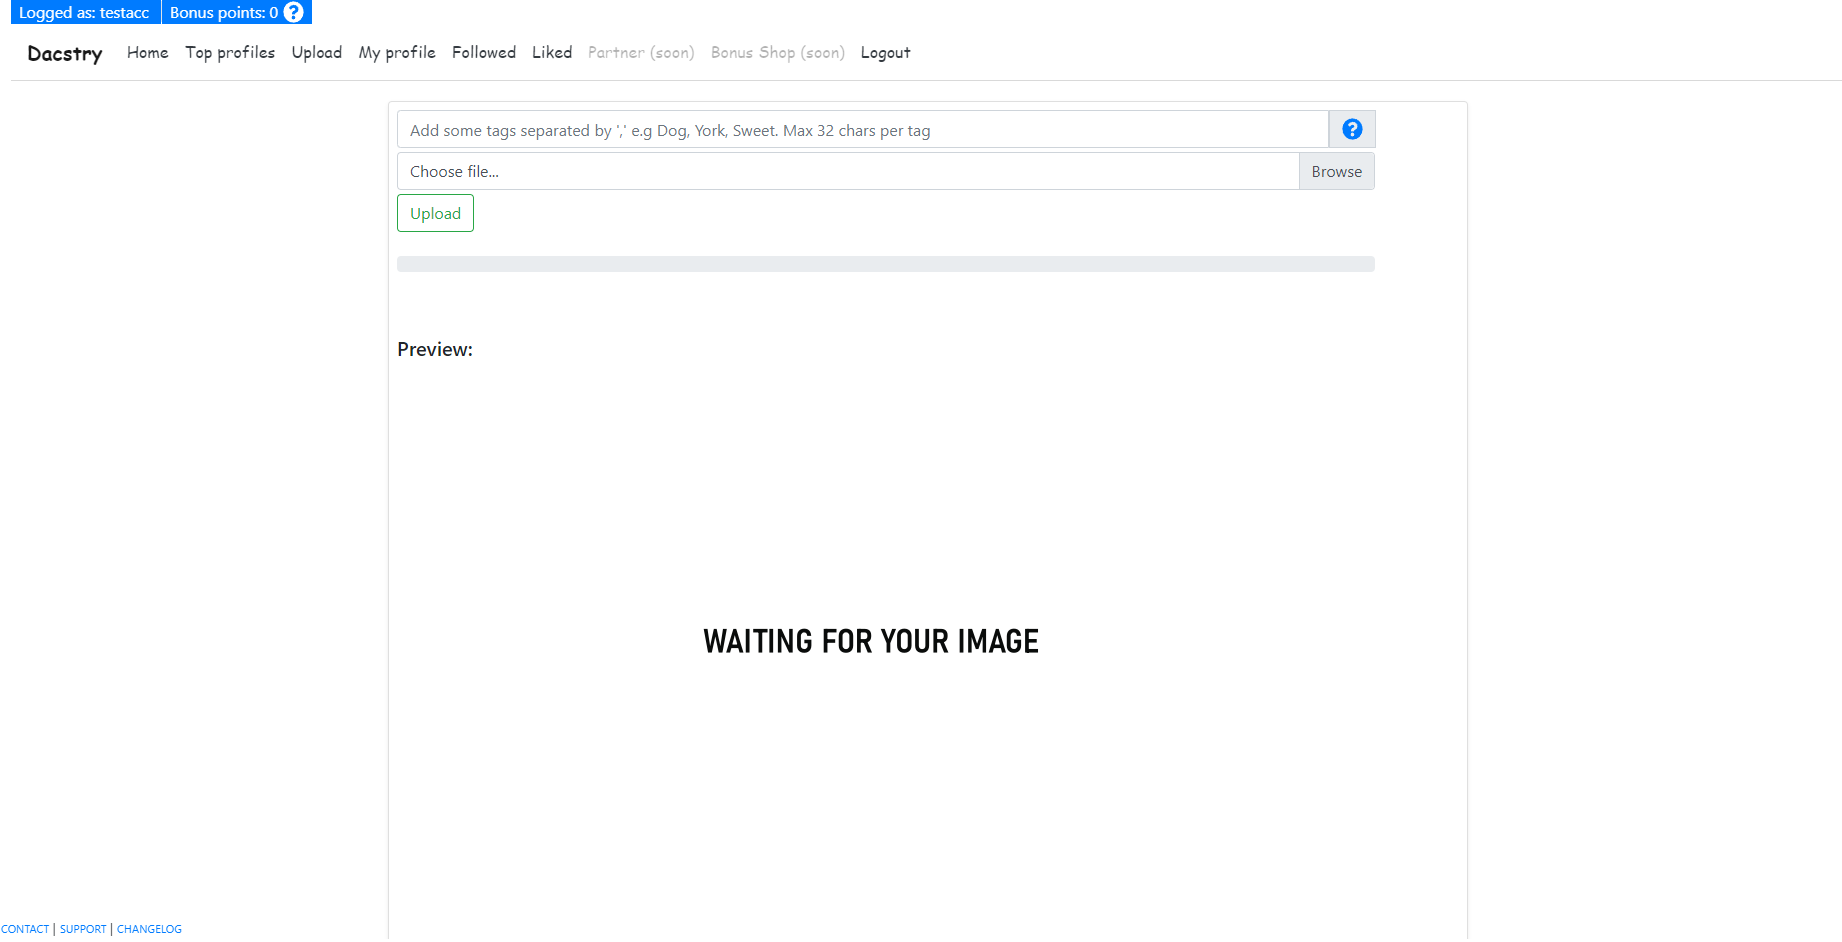 Logged as: testacc Bonus points: 0 ?
Dacstry Home Top profiles Upload My profile Followed Liked Partner (soon) Bonus Shop (soon) Logout
Add some tags separated by ',' e.g Dog, York, Sweet. Max 32 chars per tag ?
Choose file... Browse
Upload
Preview:
WAITING FOR YOUR IMAGE
CONTACT | SUPPORT | CHANGELOG